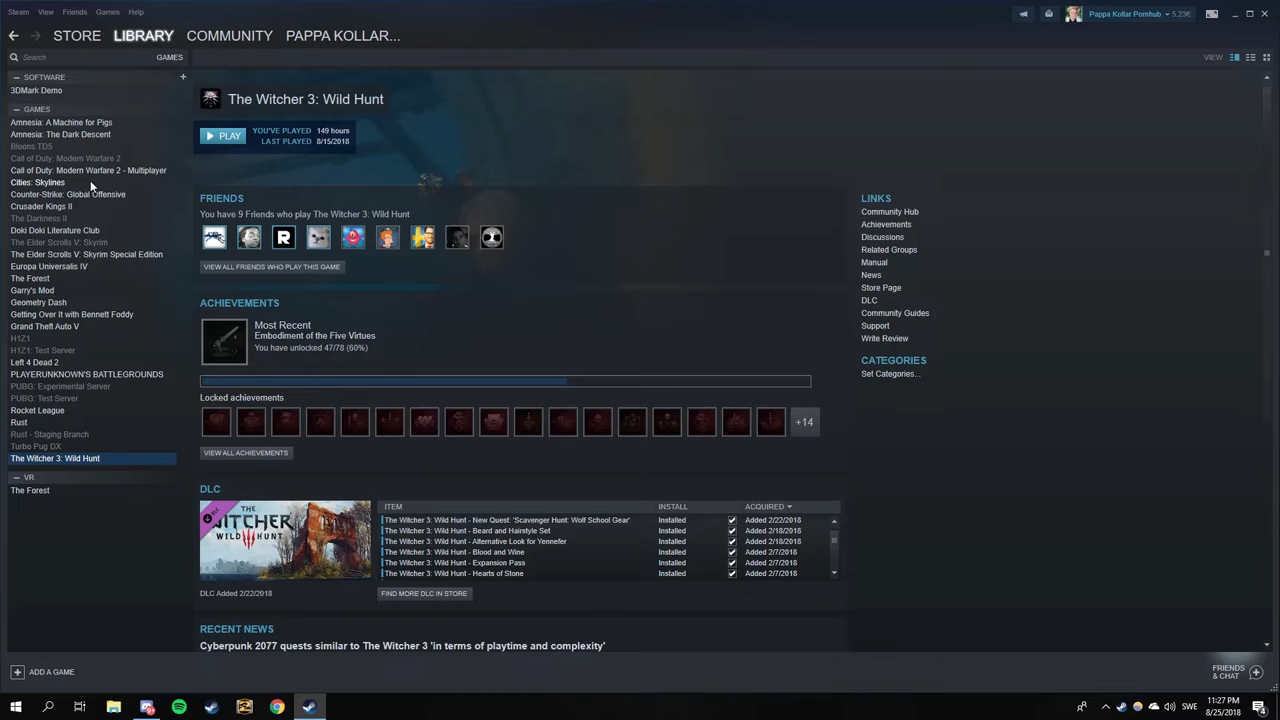 Steam View Friends Games Help
Pappa Kollar Pornhub 5.23€
STORE LIBRARY COMMUNITY PAPPA KOLLAR...
Search GAMES
VIEW
SOFTWARE
3DMark Demo
GAMES
Amnesia: A Machine for Pigs
Amnesia: The Dark Descent
Bloons TD5
Call of Duty: Modern Warfare 2
Call of Duty: Modern Warfare 2 - Multiplayer
Cities: Skylines
Counter-Strike: Global Offensive
Crusader Kings II
The Darkness II
Doki Doki Literature Club
The Elder Scrolls V: Skyrim
The Elder Scrolls V: Skyrim Special Edition
Europa Universalis IV
The Forest
Garry's Mod
Geometry Dash
Getting Over It with Bennett Foddy
Grand Theft Auto V
H1Z1
H1Z1: Test Server
Left 4 Dead 2
PLAYERUNKNOWN'S BATTLEGROUNDS
PUBG: Experimental Server
PUBG: Test Server
Rocket League
Rust
Rust - Staging Branch
Turbo Pug DX
The Witcher 3: Wild Hunt
VR
The Forest
The Witcher 3: Wild Hunt
PLAY
YOU'VE PLAYED 149 hours
LAST PLAYED 8/15/2018
FRIENDS
You have 9 Friends who play The Witcher 3: Wild Hunt
R
VIEW ALL FRIENDS WHO PLAY THIS GAME
ACHIEVEMENTS
Most Recent
Embodiment of the Five Virtues
You have unlocked 47/78 (60%)
Locked achievements
+14
VIEW ALL ACHIEVEMENTS
DLC
THE WITCHER WILD HUNT
DLC Added 2/22/2018
ITEM INSTALL ACQUIRED
The Witcher 3: Wild Hunt - New Quest: 'Scavenger Hunt: Wolf School Gear' Installed Added 2/22/2018
The Witcher 3: Wild Hunt - Beard and Hairstyle Set Installed Added 2/18/2018
The Witcher 3: Wild Hunt - Alternative Look for Yennefer Installed Added 2/18/2018
The Witcher 3: Wild Hunt - Blood and Wine Installed Added 2/7/2018
The Witcher 3: Wild Hunt - Expansion Pass Installed Added 2/7/2018
The Witcher 3: Wild Hunt - Hearts of Stone Installed Added 2/7/2018
FIND MORE DLC IN STORE
RECENT NEWS
Cyberpunk 2077 quests similar to The Witcher 3 'in terms of playtime and complexity'
LINKS
Community Hub
Achievements
Discussions
Related Groups
Manual
News
Store Page
DLC
Community Guides
Support
Write Review
CATEGORIES
Set Categories...
ADD A GAME
FRIENDS
& CHAT
SWE
11:27 PM
8/25/2018
4